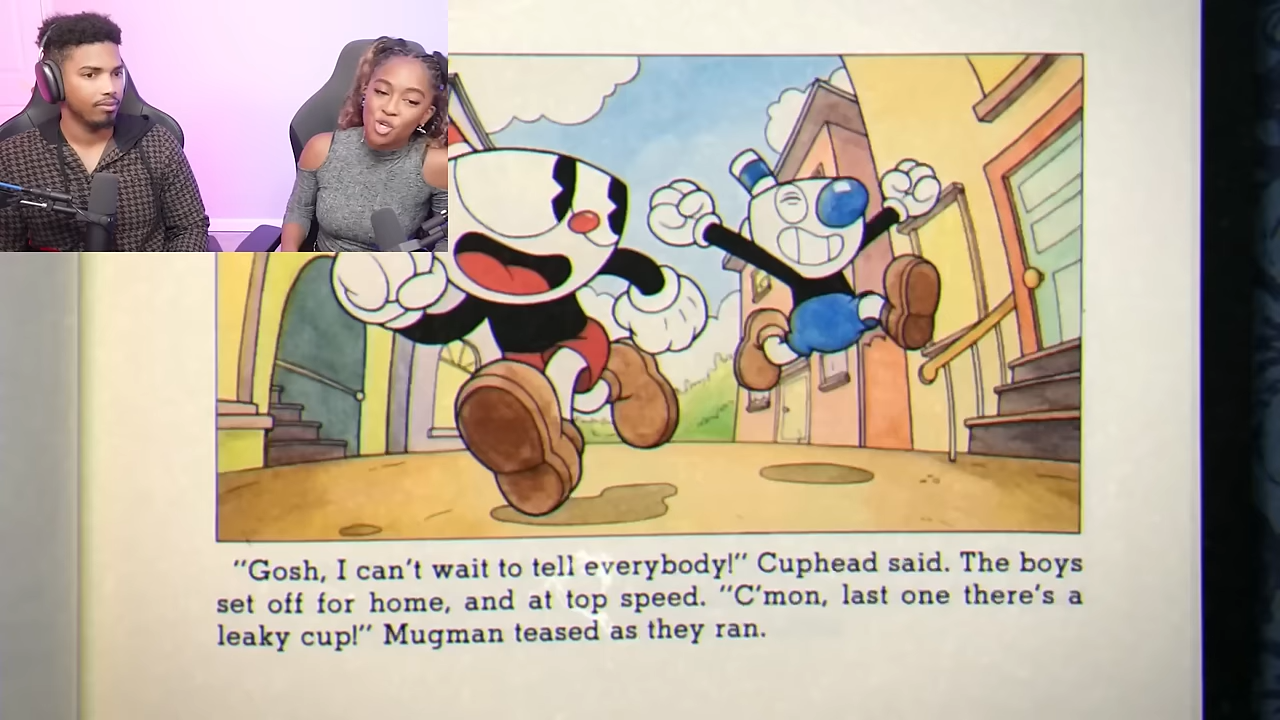 "Gosh, I can't wait to tell everybody!" Cuphead said. The boys
set off for home, and at top speed. "C'mon, last one there's a
leaky cup!" Mugman teased as they ran.